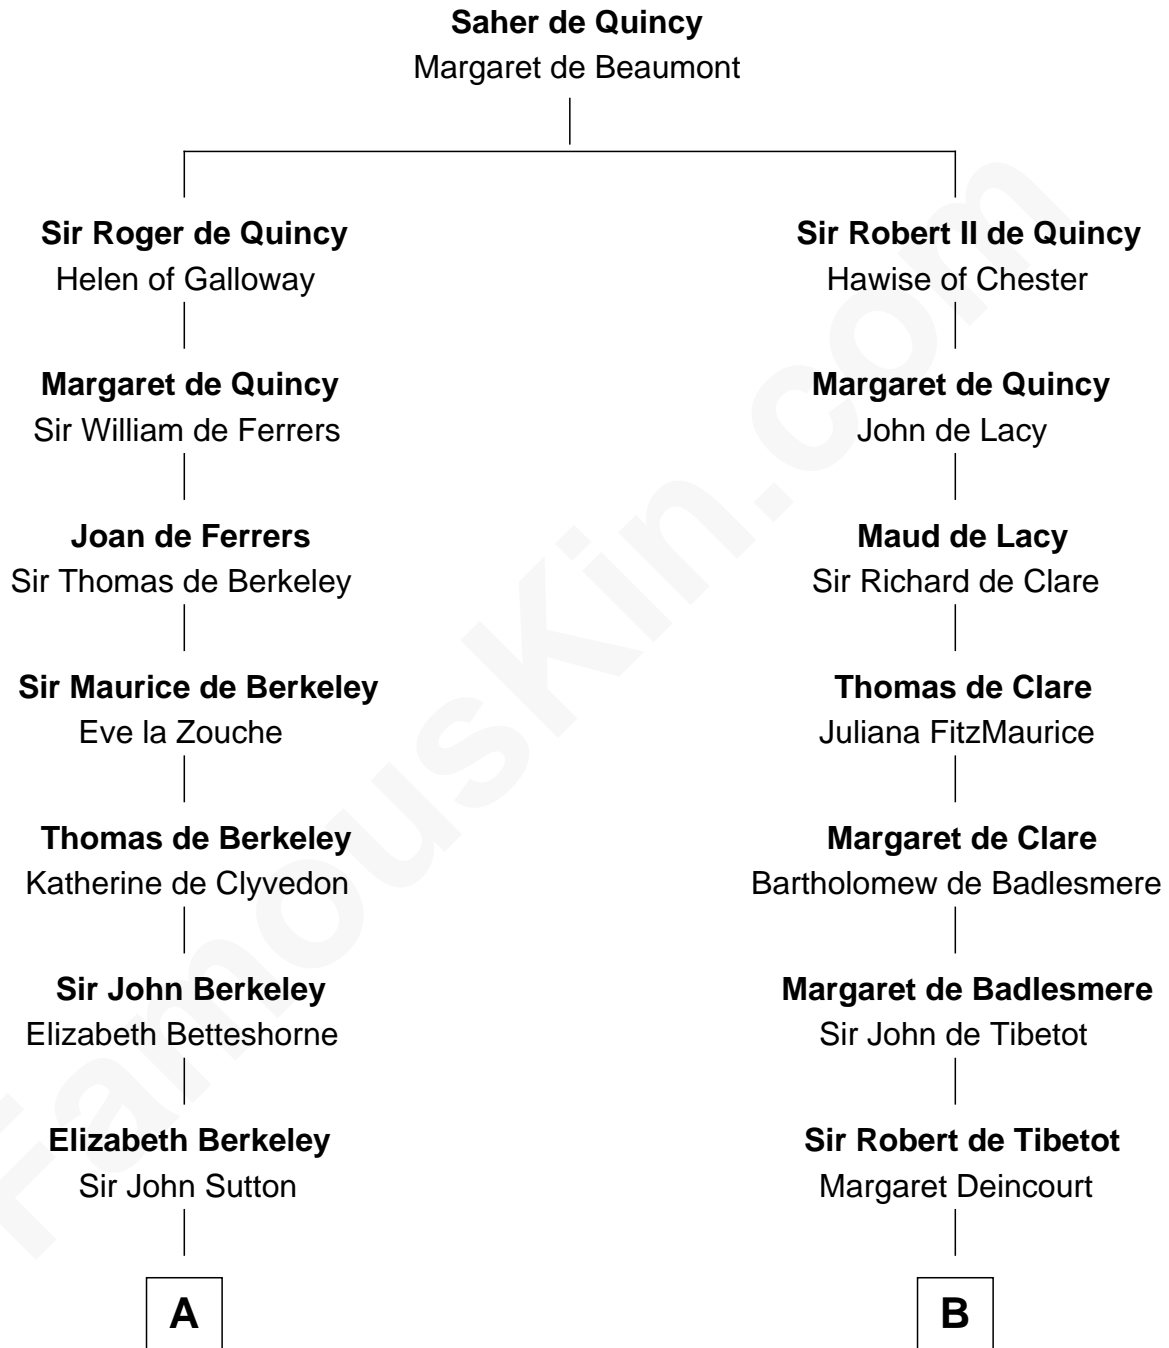 Saher de Quincy
Margaret de Beaumont
Sir Roger de Quincy
Helen of Galloway
Margaret de Quincy
Sir William de Ferrers
Joan de Ferrers
Sir Thomas de Berkeley
Sir Maurice de Berkeley
Eve la Zouche
Thomas de Berkeley
Katherine de Clyvedon
Sir John Berkeley
Elizabeth Betteshorne
Elizabeth Berkeley
Sir John Sutton
A
Sir Robert II de Quincy
Hawise of Chester
Margaret de Quincy
John de Lacy
Maud de Lacy
Sir Richard de Clare
Thomas de Clare
Juliana FitzMaurice
Margaret de Clare
Bartholomew de Badlesmere
Margaret de Badlesmere
Sir John de Tibetot
Sir Robert de Tibetot
Margaret Deincourt
B
FamousKin.com